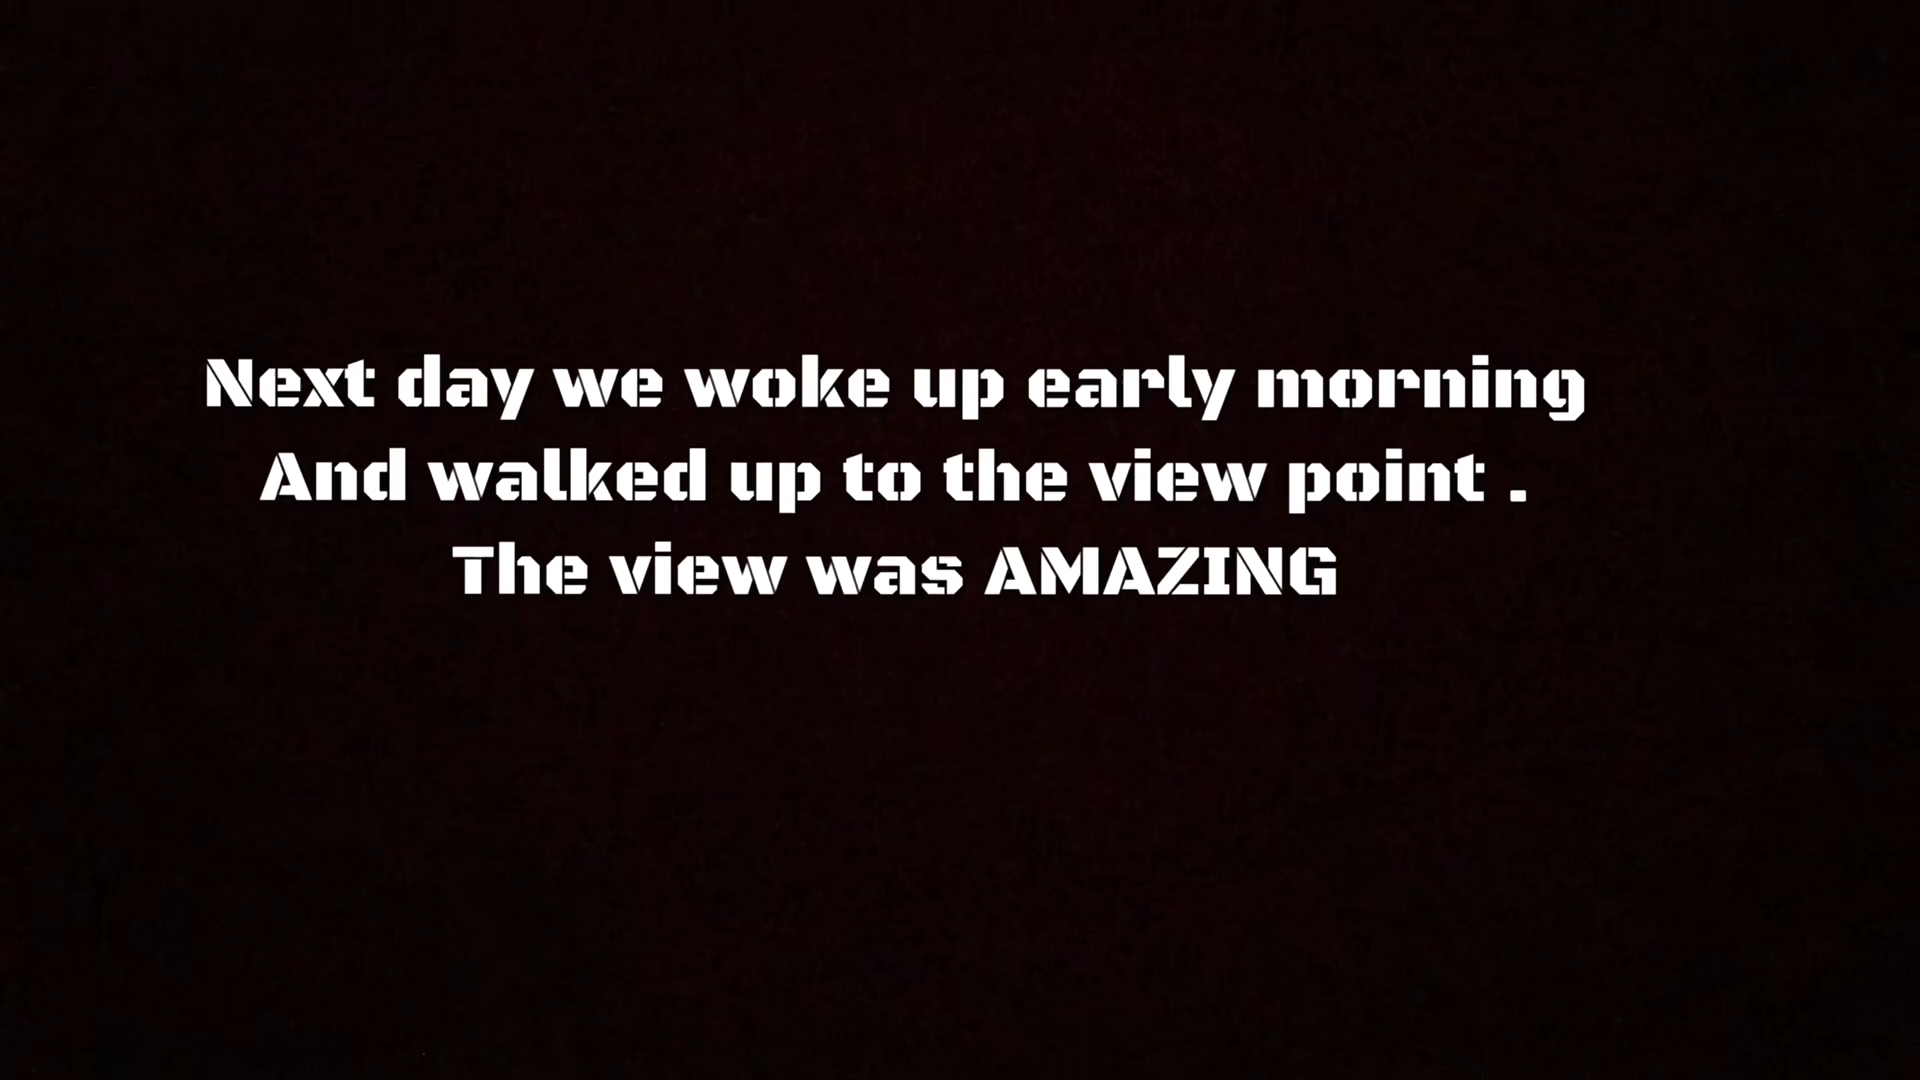 Next day we woke up early morning
And walked up to the view point .
The view was AMAZING